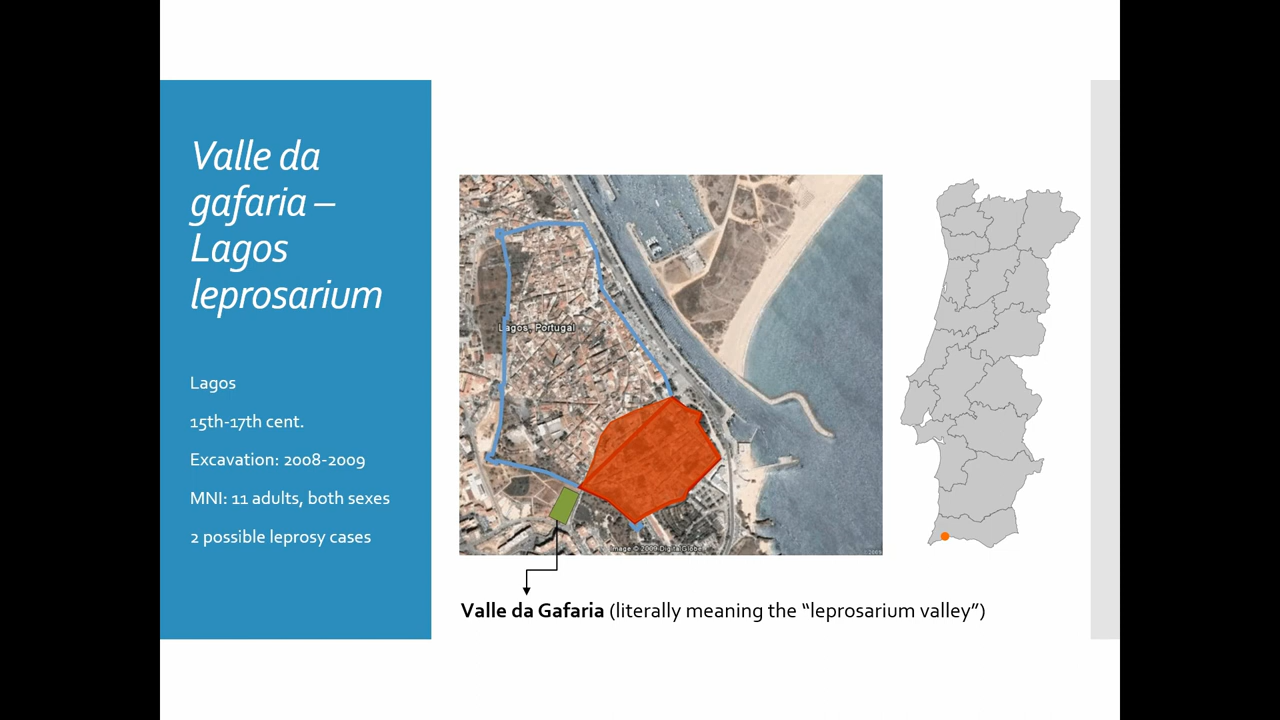 Valle da
gafaria –
Lagos
leprosarium
Lagos
15th-17th cent.
Excavation: 2008-2009
MNI: 11 adults, both sexes
2 possible leprosy cases
Lagos, Portugal
Image © 2009 DigitalGlobe
©2009
Valle da Gafaria (literally meaning the “leprosarium valley”)